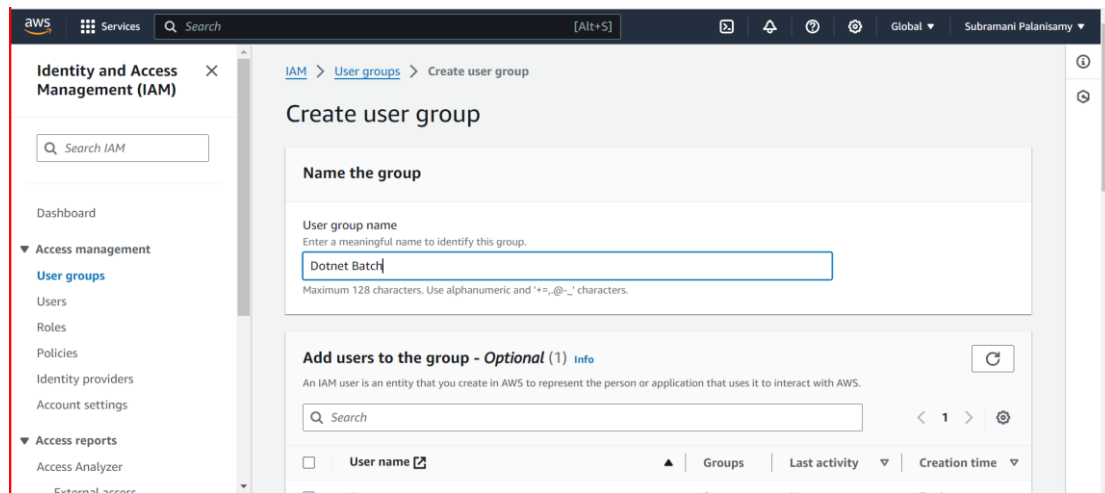 aws Services Search [Alt+S] Global ▼ Subramani Palanisamy ▼
Identity and Access
Management (IAM)
Search IAM
Dashboard
▼ Access management
User groups
Users
Roles
Policies
Identity providers
Account settings
▼ Access reports
Access Analyzer
External access
IAM > User groups > Create user group
Create user group
Name the group
User group name
Enter a meaningful name to identify this group.
Dotnet Batch
Maximum 128 characters. Use alphanumeric and '+=,.@-_' characters.
Add users to the group - Optional (1) Info
An IAM user is an entity that you create in AWS to represent the person or application that uses it to interact with AWS.
Search
< 1 >
User name ▲ Groups Last activity ▽ Creation time ▽